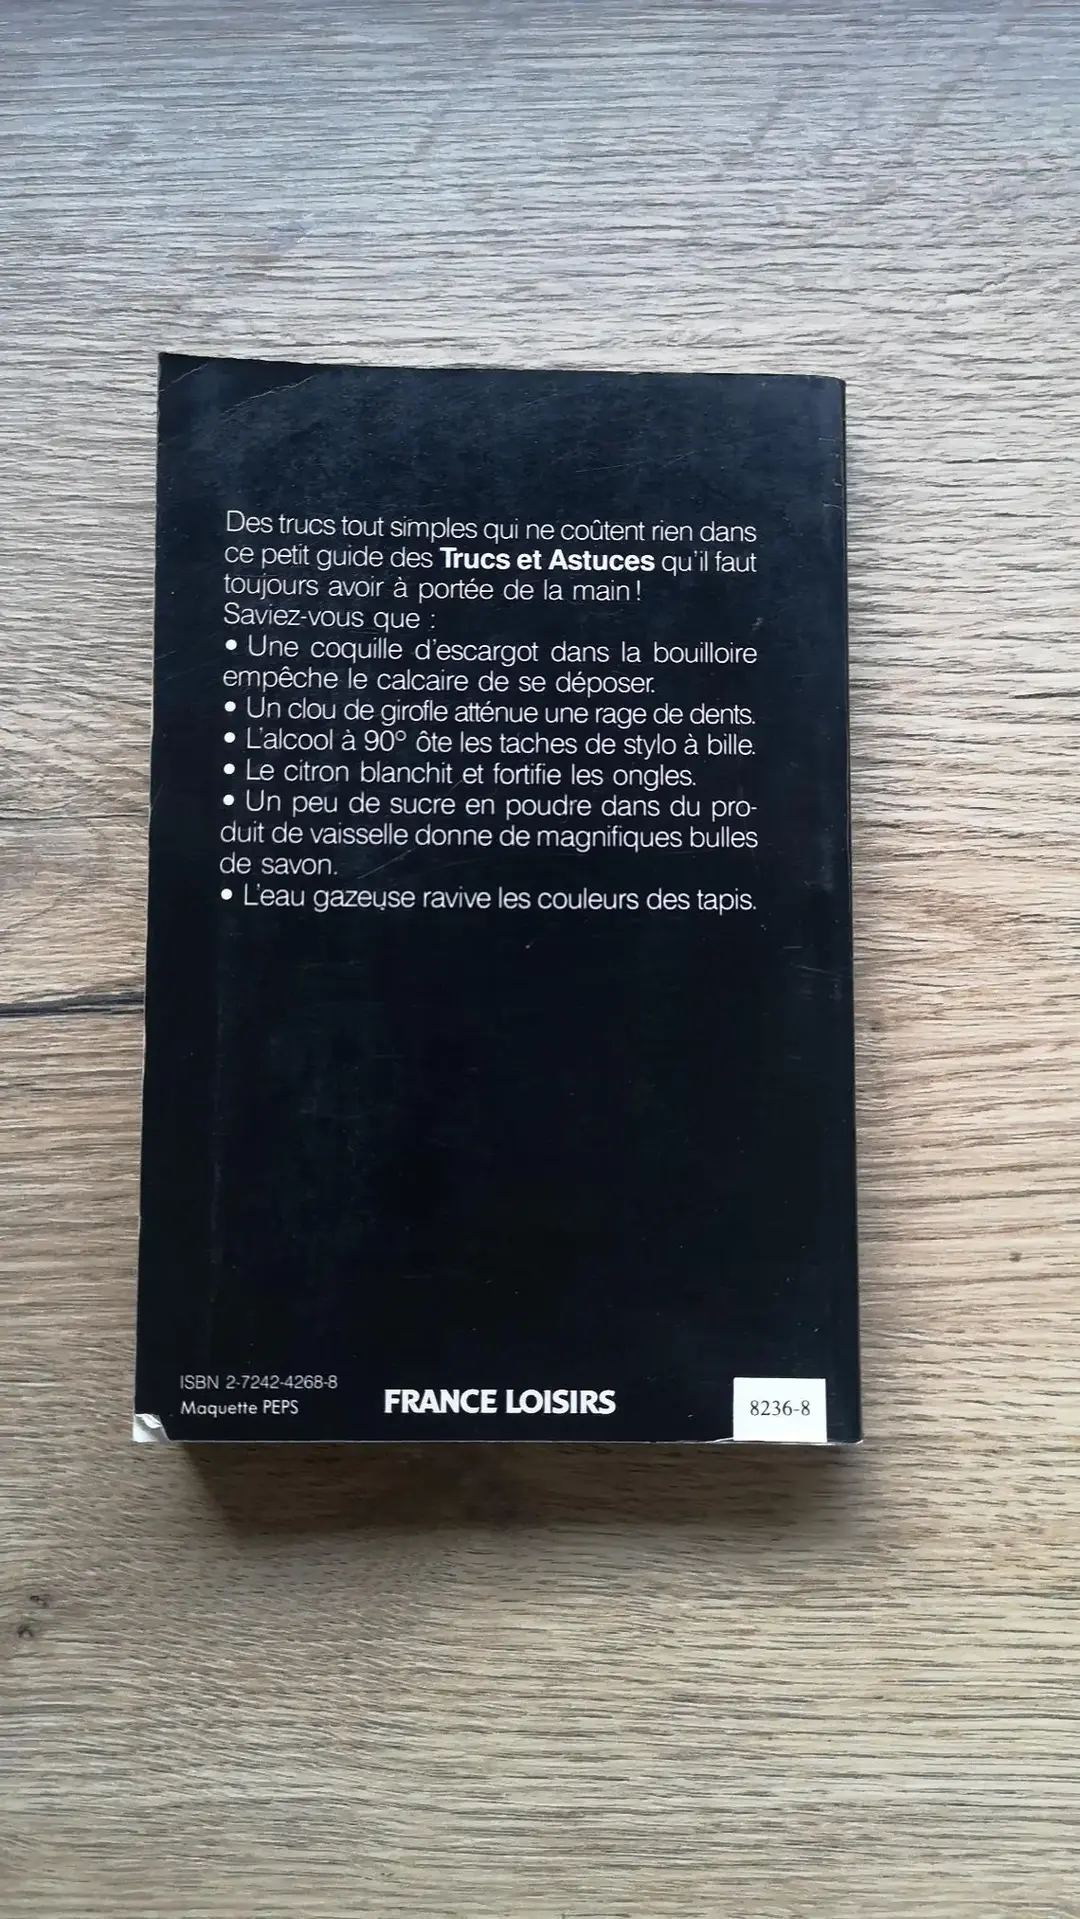 Des trucs tout simples qui ne coûtent rien dans
ce petit guide des Trucs et Astuces qu'il faut
toujours avoir à portée de la main !
Saviez-vous que :
• Une coquille d'escargot dans la bouilloire
empêche le calcaire de se déposer.
• Un clou de girofle atténue une rage de dents.
• L'alcool à 90° ôte les taches de stylo à bille.
• Le citron blanchit et fortifie les ongles.
• Un peu de sucre en poudre dans du pro-
duit de vaisselle donne de magnifiques bulles
de savon.
• L'eau gazeuse ravive les couleurs des tapis.
ISBN 2-7242-4268-8
Maquette PEPS
FRANCE LOISIRS
8236-8